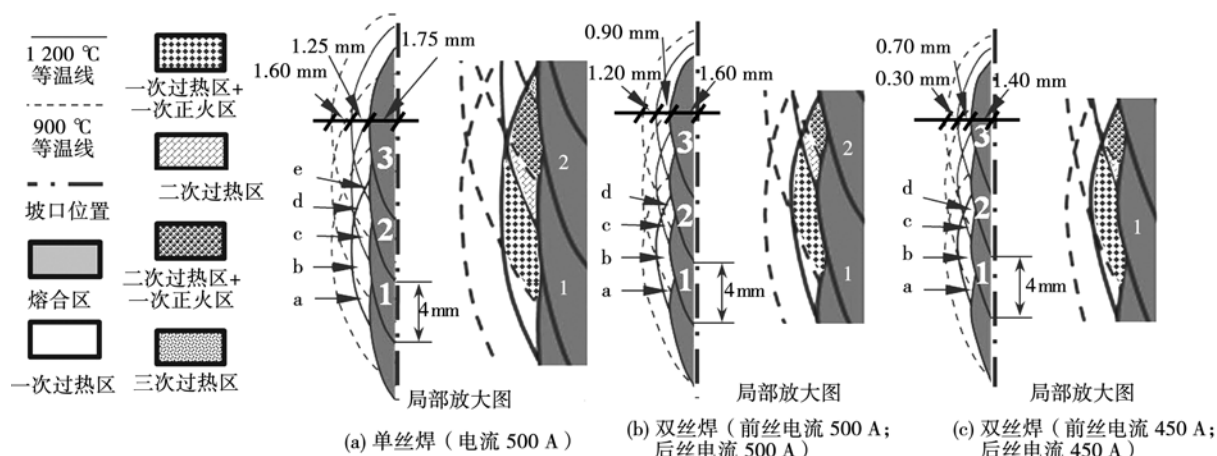 1 200 ℃
等温线
900 ℃
等温线
坡口位置
熔合区
一次过热区
一次过热区+
一次正火区
二次过热区
二次过热区+
一次正火区
三次过热区
1.25 mm
1.75 mm
1.60 mm
3
2
1
e
d
c
b
a
4mm
2
1
局部放大图
(a) 单丝焊（电流 500 A）
0.90 mm
1.20 mm
1.60 mm
3
2
1
d
c
b
a
4mm
2
1
局部放大图
(b) 双丝焊（前丝电流 500 A；
后丝电流 500 A）
0.70 mm
0.30 mm
1.40 mm
3
2
1
d
c
b
a
4mm
1
局部放大图
(c) 双丝焊（前丝电流 450 A；
后丝电流 450 A）